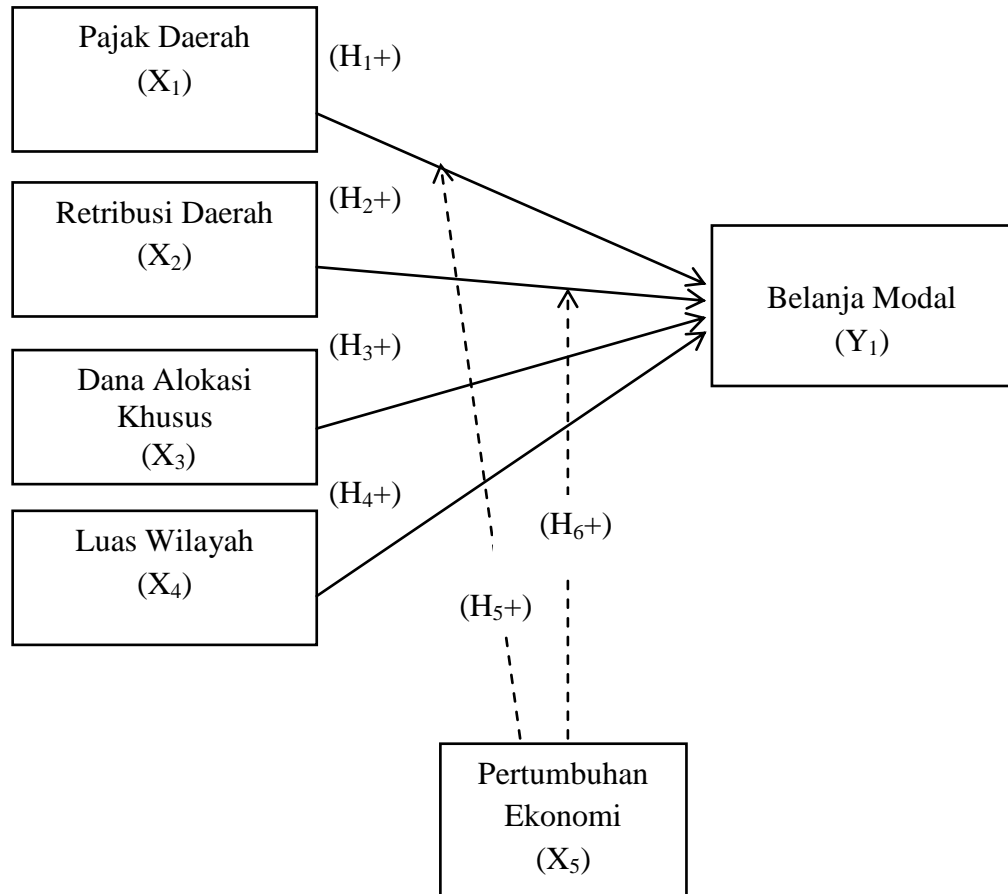 Pajak Daerah
(X₁)
(H₁+)
Retribusi Daerah
(X₂)
(H₂+)
Dana Alokasi
Khusus
(X₃)
(H₃+)
Luas Wilayah
(X₄)
(H₄+)
Belanja Modal
(Y₁)
(H₆+)
(H₅+)
Pertumbuhan
Ekonomi
(X₅)